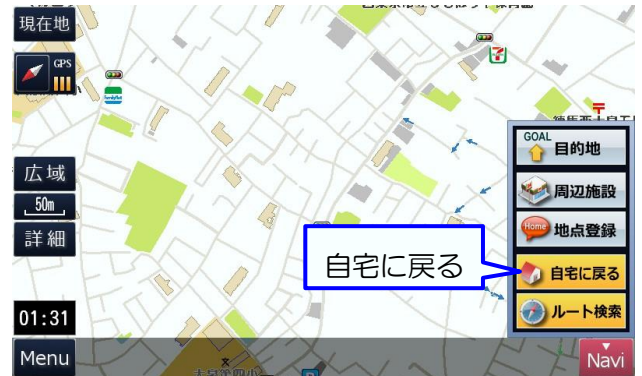 現在地
GPS
FamilyMart
広域
50m
詳細
01:31
Menu
GOAL
目的地
周辺施設
Home
地点登録
自宅に戻る
自宅に戻る
ルート検索
Navi